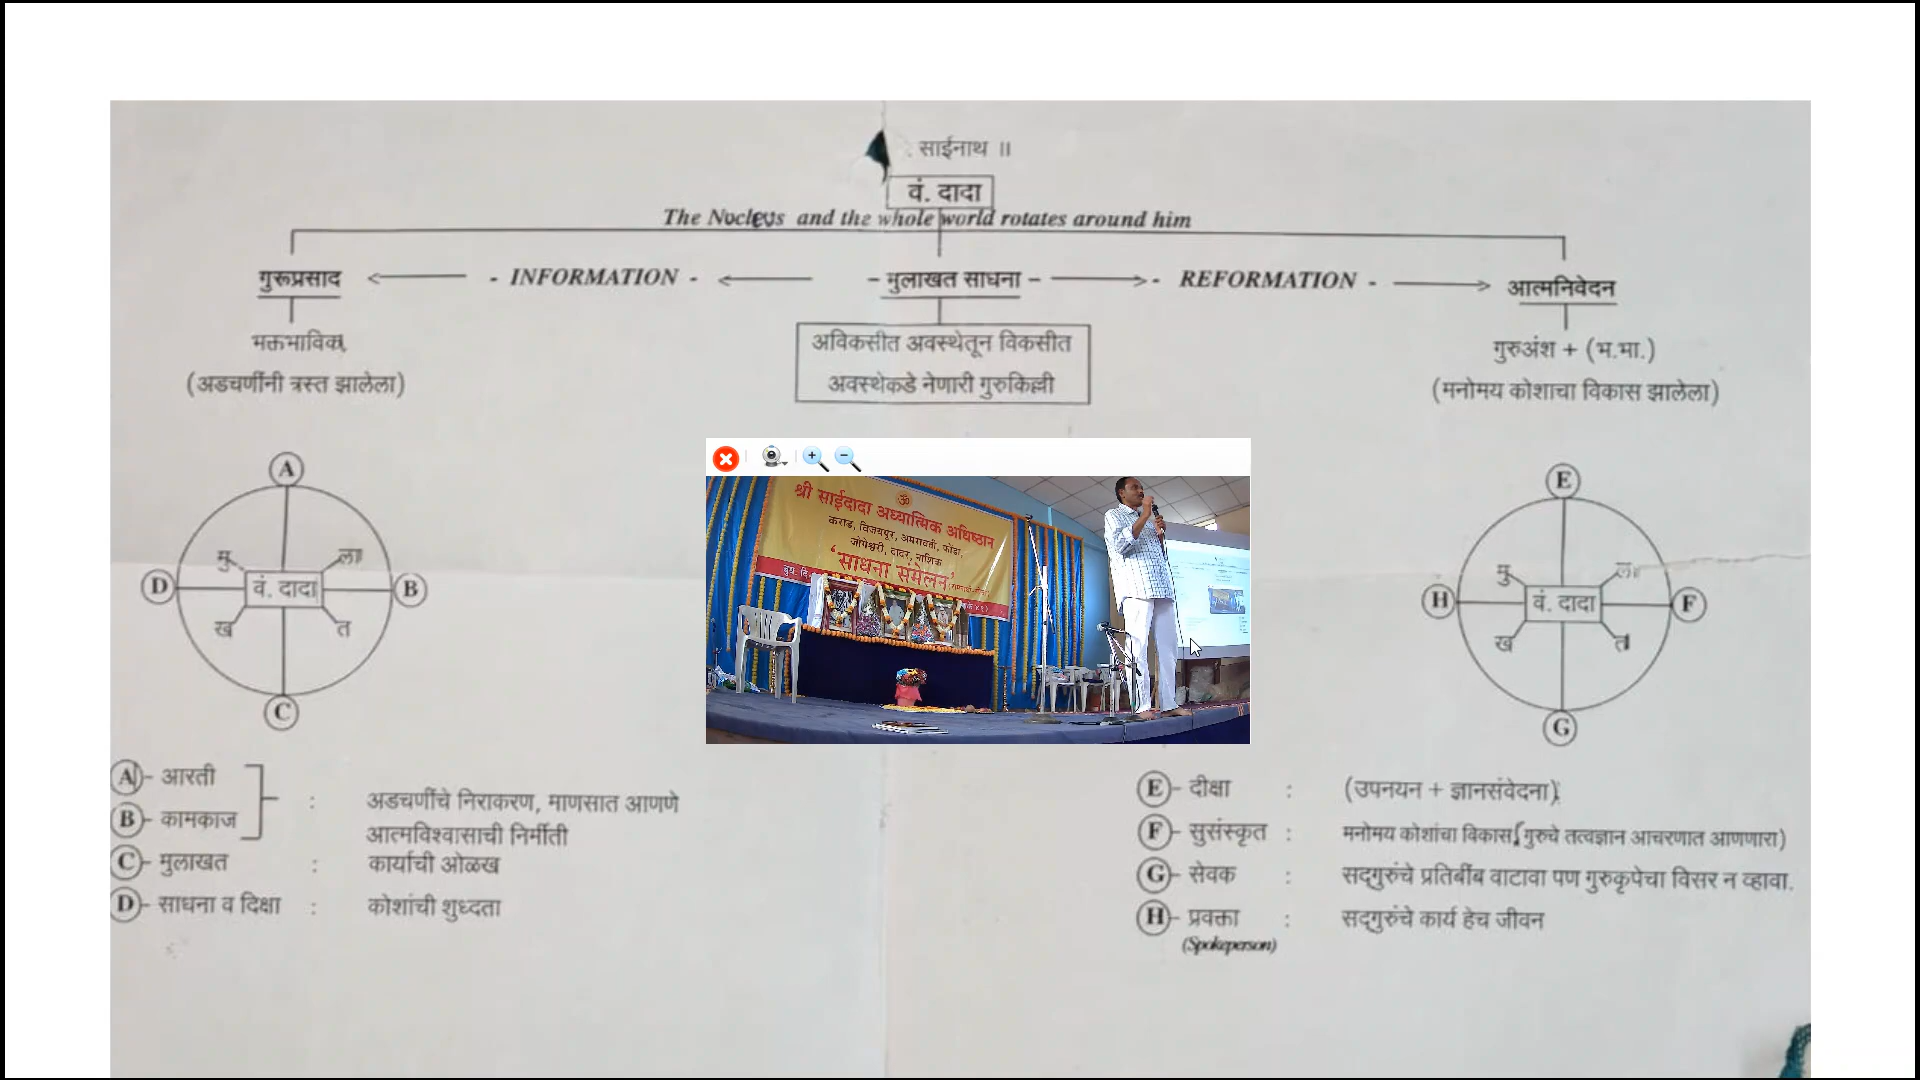 साईनाथ ॥
वं. दादा
The Nucleus and the whole world rotates around him
गुरूप्रसाद - INFORMATION - - मुलाखत साधना - - REFORMATION - आत्मनिवेदन
भक्तभाविक,
(अडचणींनी त्रस्त झालेला)
अविकसीत अवस्थेतून विकसीत
अवस्थेकडे नेणारी गुरुकिल्ली
गुरुअंश + (भ.भा.)
(मनोमय कोशाचा विकास झालेला)
A
मु ला
D वं. दादा B
ख त
C
श्री साईदादा अध्यात्मिक अधिष्ठान
कराड, विजयपूर, अमरावती, फोंडा,
जोगेश्वरी, दादर, नाशिक
'साधना संमेलन'
E
मु ला
H वं. दादा F
ख त
G
A - आरती
B - कामकाज
: अडचणींचे निराकरण, माणसात आणणे
आत्मविश्वासाची निर्मीती
C - मुलाखत : कार्याची ओळख
D - साधना व दिक्षा : कोशांची शुध्दता
E - दीक्षा : (उपनयन + ज्ञानसंवेदना)
F - सुसंस्कृत : मनोमय कोशांचा विकास (गुरुचे तत्वज्ञान आचरणात आणणारा)
G - सेवक : सद्गुरुंचे प्रतिबींब वाटावा पण गुरुकृपेचा विसर न व्हावा.
H - प्रवक्ता : सद्गुरुंचे कार्य हेच जीवन
(Spokeperson)